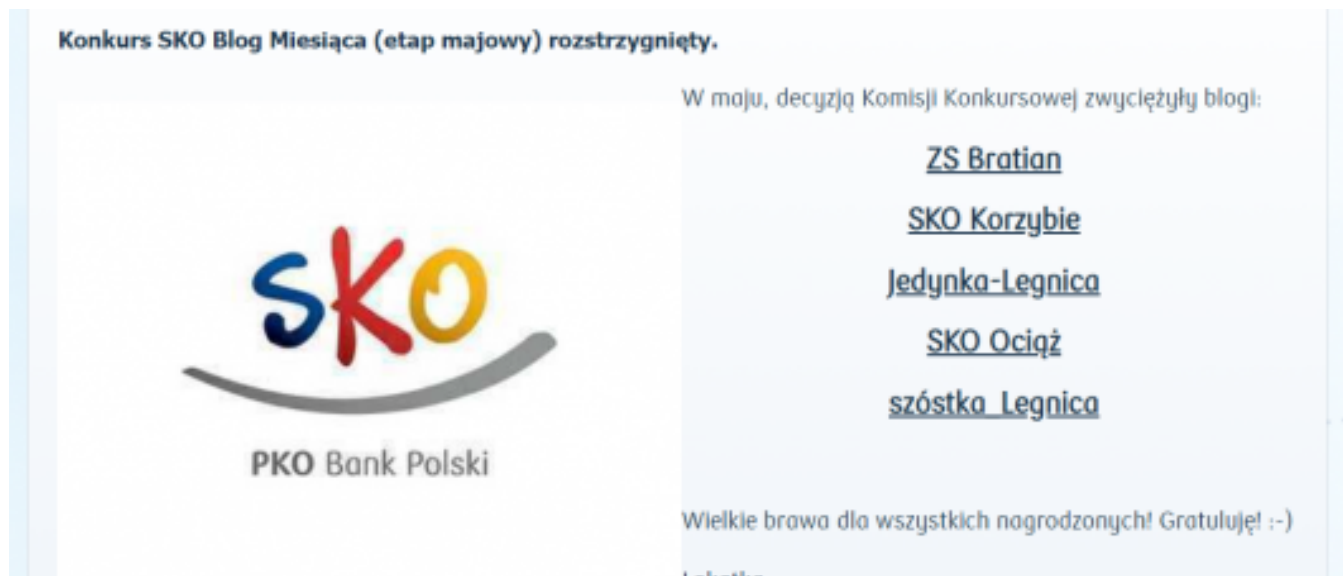 Konkurs SKO Blog Miesiąca (etap majowy) rozstrzygnięty.
W maju, decyzją Komisji Konkursowej zwyciężyły blogi:
ZS Bratian
SKO Korzybie
Jedynka-Legnica
SKO Ociąż
szóstka_Legnica
SKO
PKO Bank Polski
Wielkie brawa dla wszystkich nagrodzonych! Gratuluję! :-)